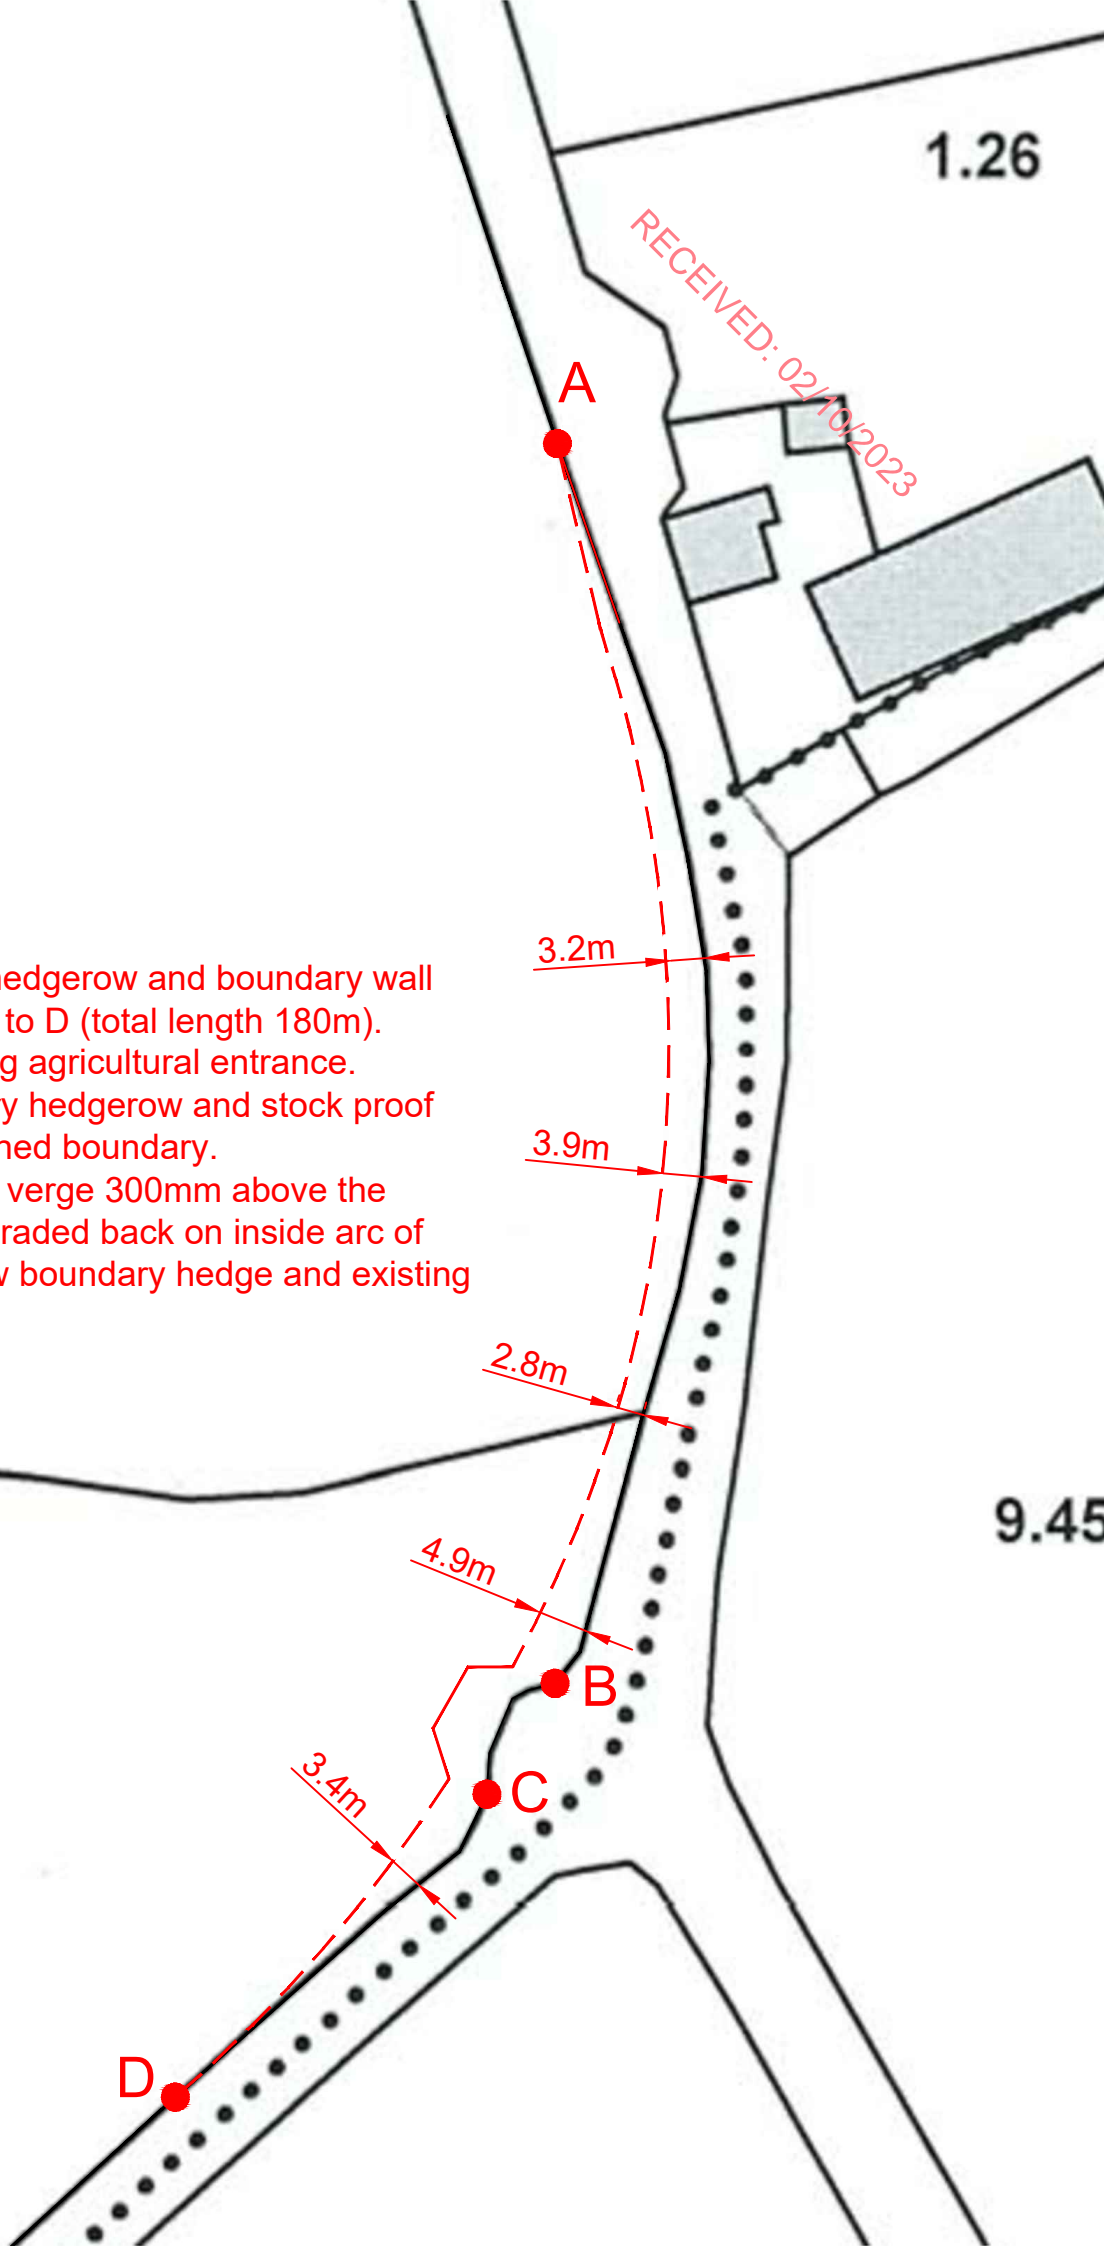 1.26
RECEIVED: 02/10/2023
A
3.2m
hedgerow and boundary wall
to D (total length 180m).
agricultural entrance.
hedgerow and stock proof
boundary.
verge 300mm above the
back on inside arc of
boundary hedge and existing
3.9m
2.8m
4.9m
9.45
B
C
3.4m
D